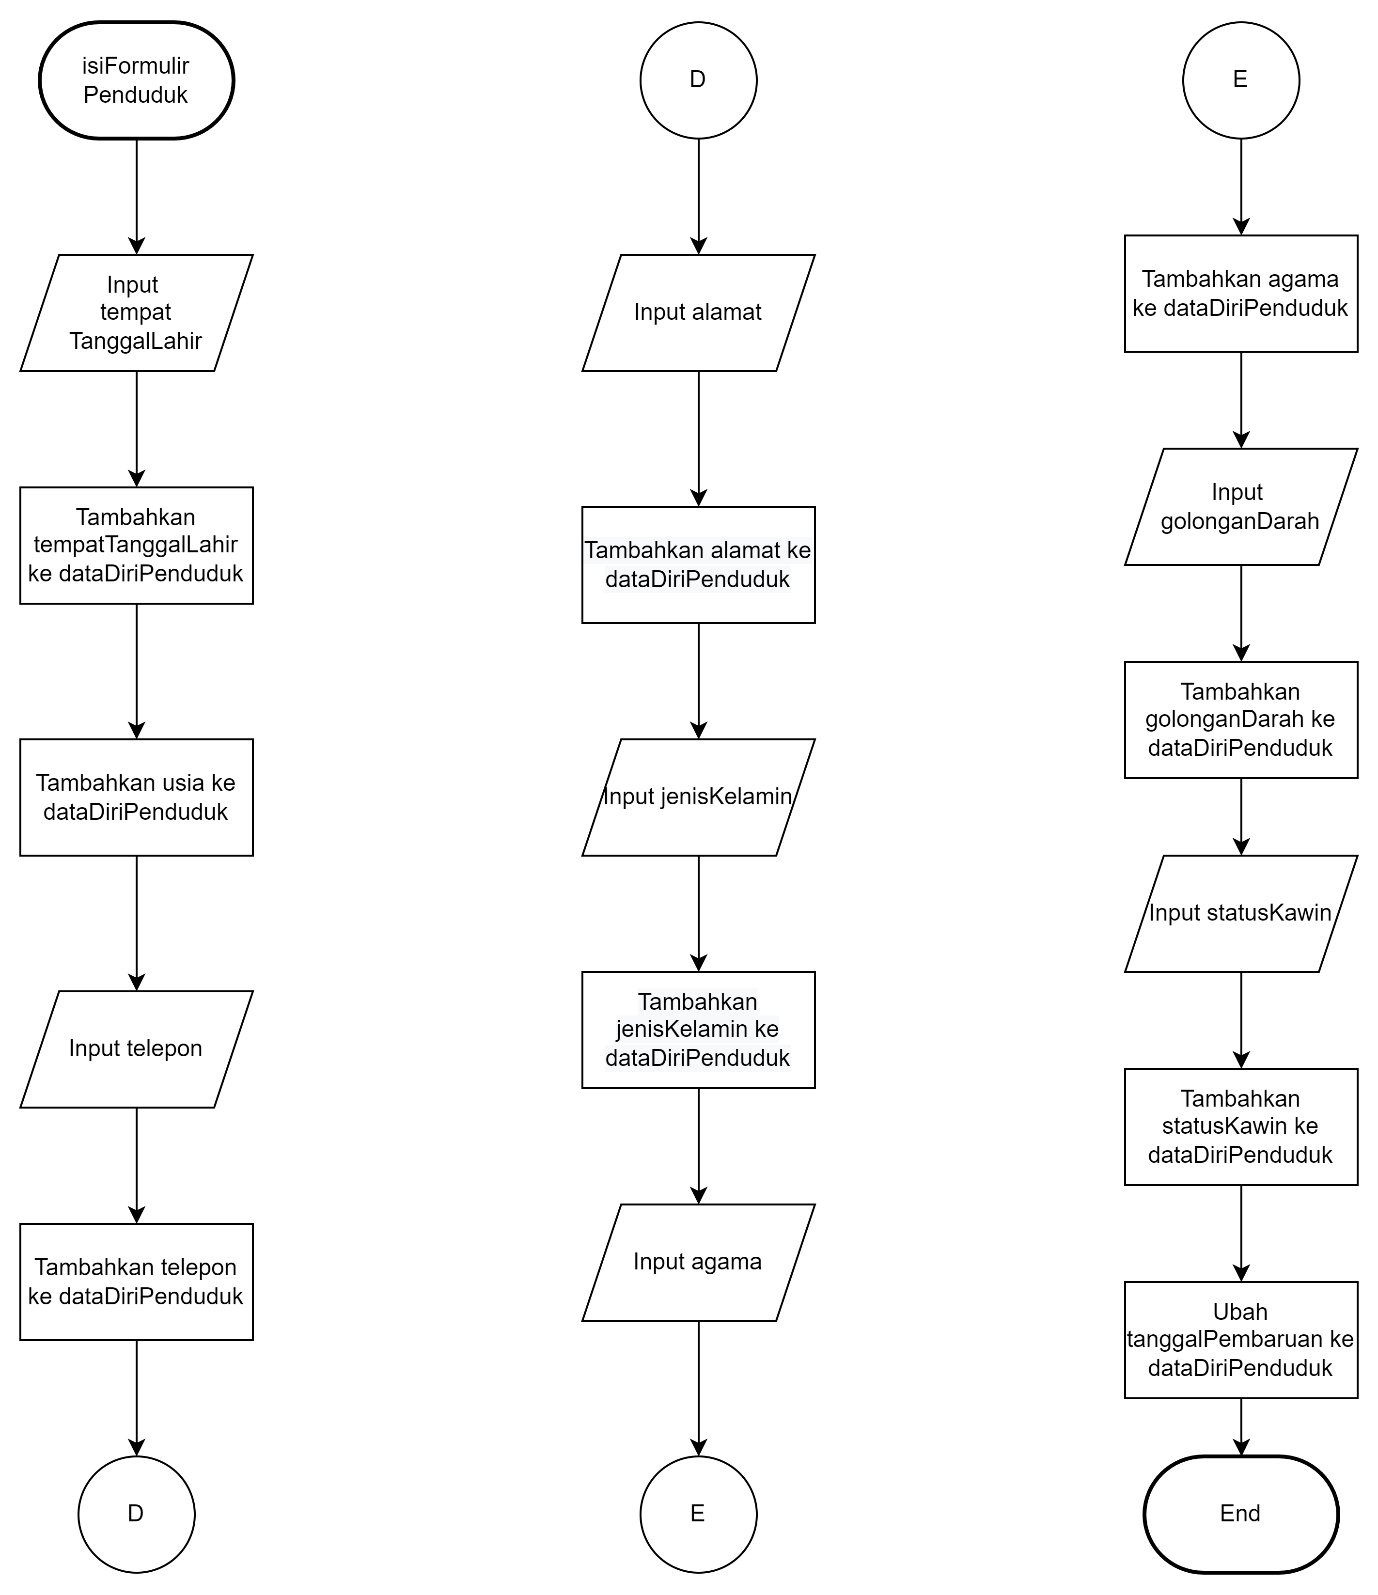 isiFormulir
Penduduk
Input
tempat
TanggalLahir
Tambahkan
tempatTanggalLahir
ke dataDiriPenduduk
Tambahkan usia ke
dataDiriPenduduk
Input telepon
Tambahkan telepon
ke dataDiriPenduduk
D
D
Input alamat
Tambahkan alamat ke
dataDiriPenduduk
Input jenisKelamin
Tambahkan
jenisKelamin ke
dataDiriPenduduk
Input agama
E
E
Tambahkan agama
ke dataDiriPenduduk
Input
golonganDarah
Tambahkan
golonganDarah ke
dataDiriPenduduk
Input statusKawin
Tambahkan
statusKawin ke
dataDiriPenduduk
Ubah
tanggalPembaruan ke
dataDiriPenduduk
End